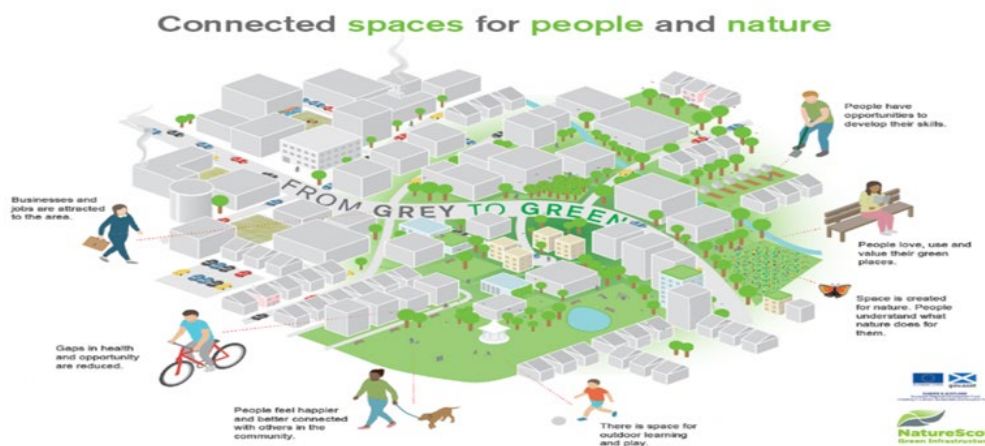 Connected spaces for people and nature
People have
opportunities to
develop their skills.
FROM GREY TO GREEN
Businesses and
jobs are attracted
to the area.
People love, use and
value their green
places.
Space is created
for nature. People
understand what
nature does for
them.
Gaps in health
and opportunity
are reduced.
People feel happier
and better connected
with others in the
community.
There is space for
outdoor learning
and play.
NatureSco
Green Infrastruct